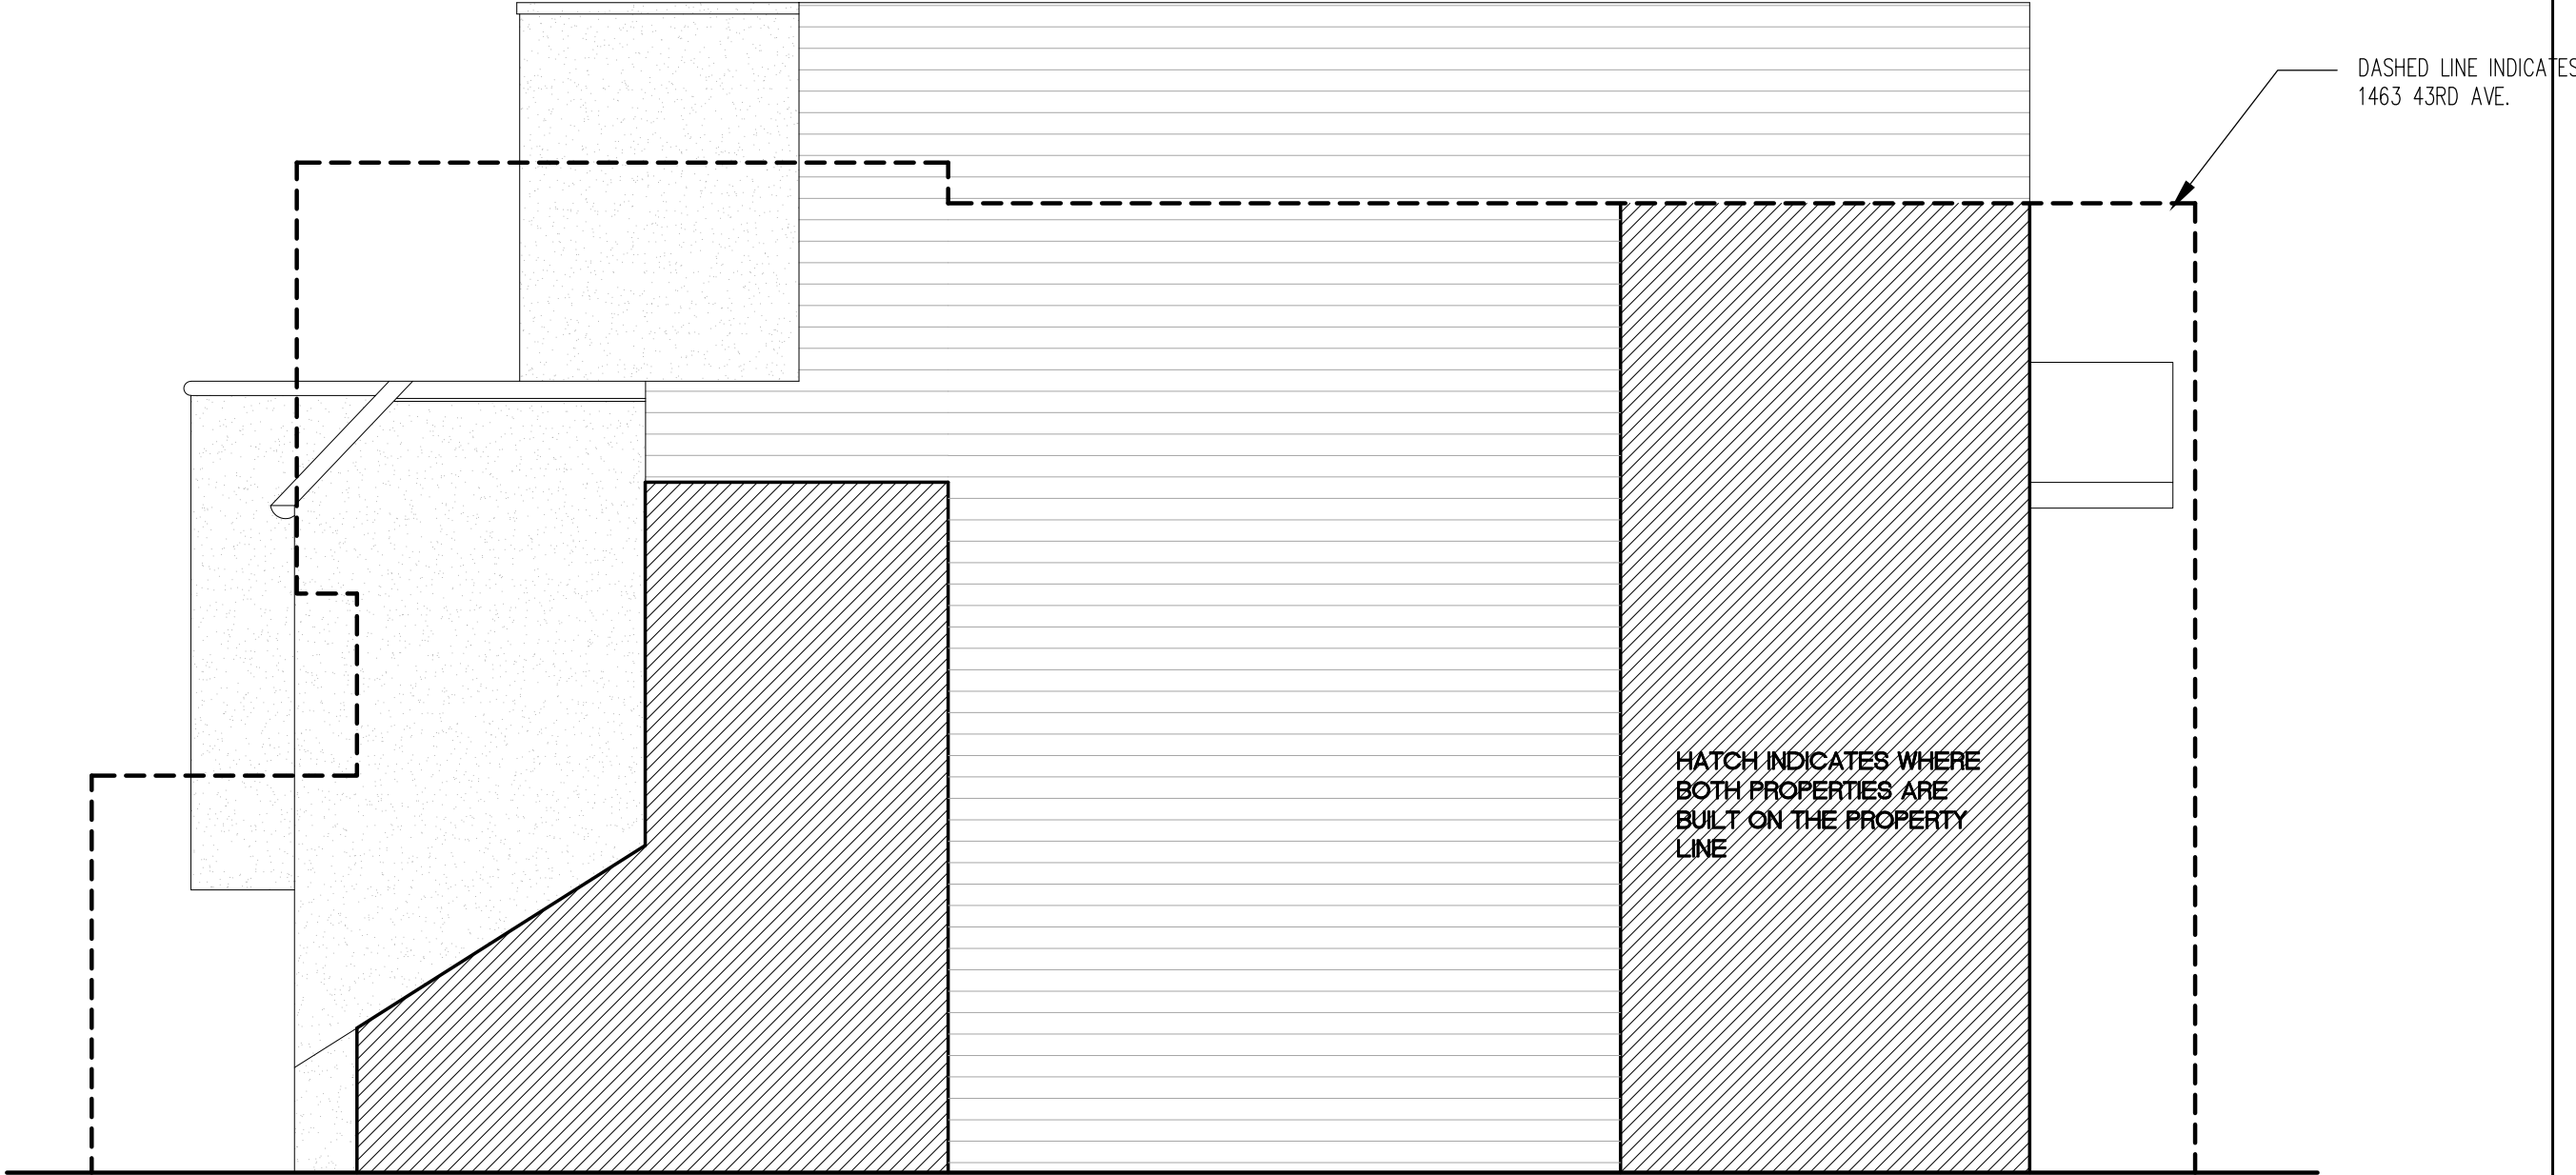 DASHED LINE INDICATES
1463 43RD AVE.
HATCH INDICATES WHERE
BOTH PROPERTIES ARE
BUILT ON THE PROPERTY
LINE